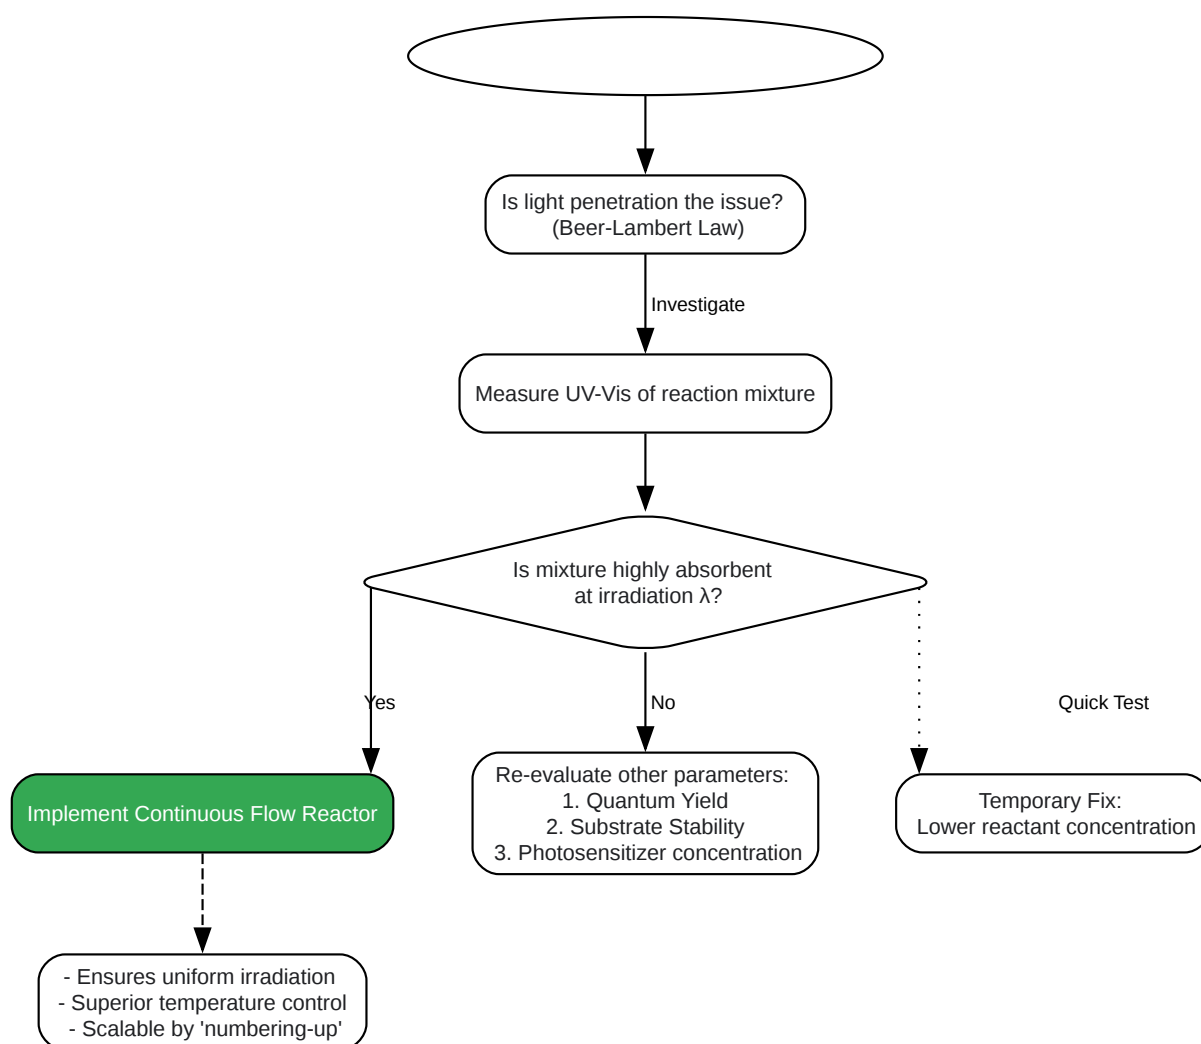 Is light penetration the issue?
(Beer-Lambert Law)
Investigate
Measure UV-Vis of reaction mixture
Is mixture highly absorbent
at irradiation λ?
Yes
No
Quick Test
Implement Continuous Flow Reactor
Re-evaluate other parameters:
1. Quantum Yield
2. Substrate Stability
3. Photosensitizer concentration
Temporary Fix:
Lower reactant concentration
- Ensures uniform irradiation
- Superior temperature control
- Scalable by 'numbering-up'